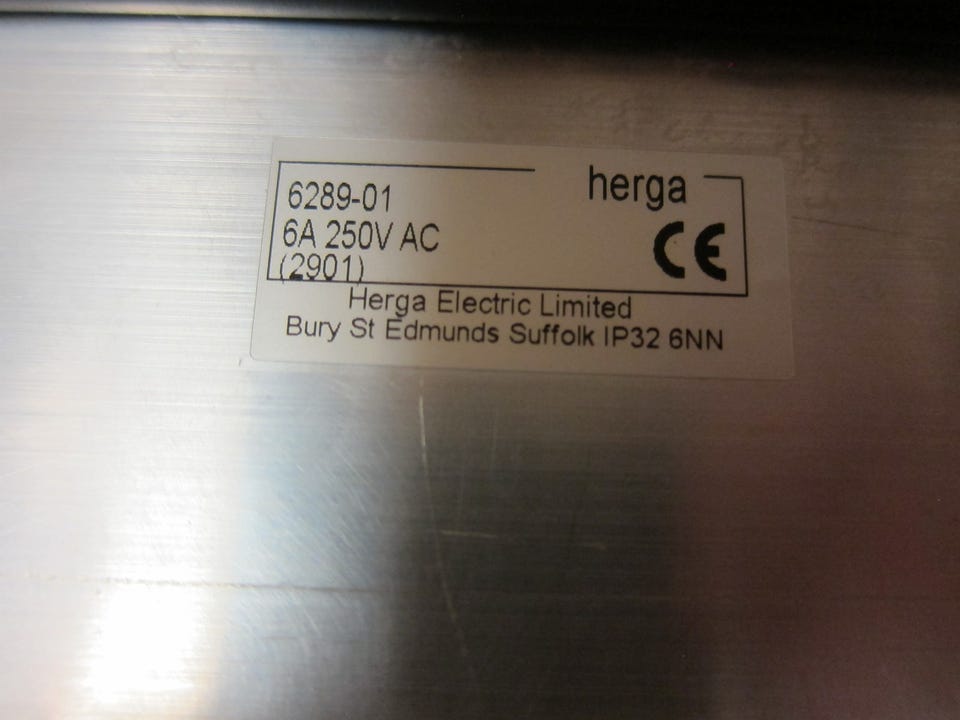 herga
6289-01
6A 250V AC
(2901)
CE
Herga Electric Limited
Bury St Edmunds Suffolk IP32 6NN